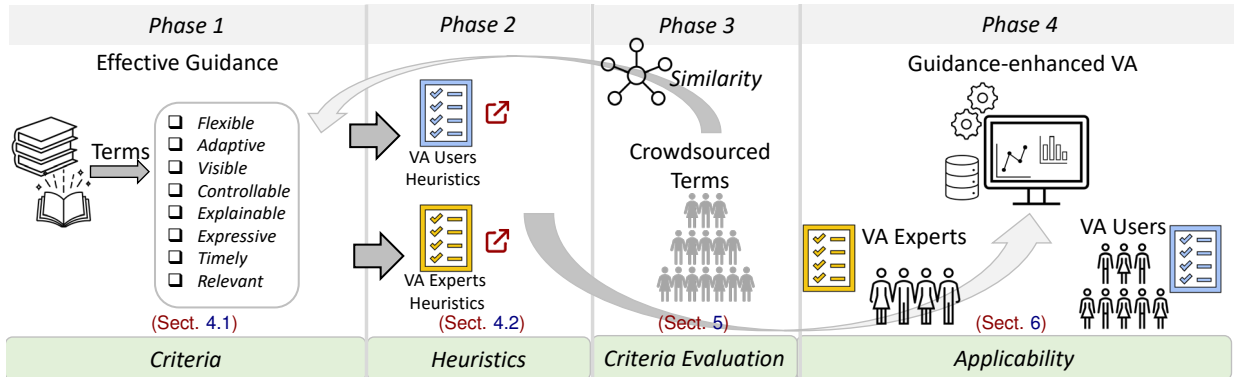 Phase 1
Phase 2
Phase 3
Phase 4
Effective Guidance
Terms
Flexible
Adaptive
Visible
Controllable
Explainable
Expressive
Timely
Relevant
(Sect. 4.1)
VA Users
Heuristics
VA Experts
Heuristics
(Sect. 4.2)
Similarity
Crowdsourced
Terms
(Sect. 5)
Guidance-enhanced VA
VA Experts
VA Users
(Sect. 6)
Criteria
Heuristics
Criteria Evaluation
Applicability